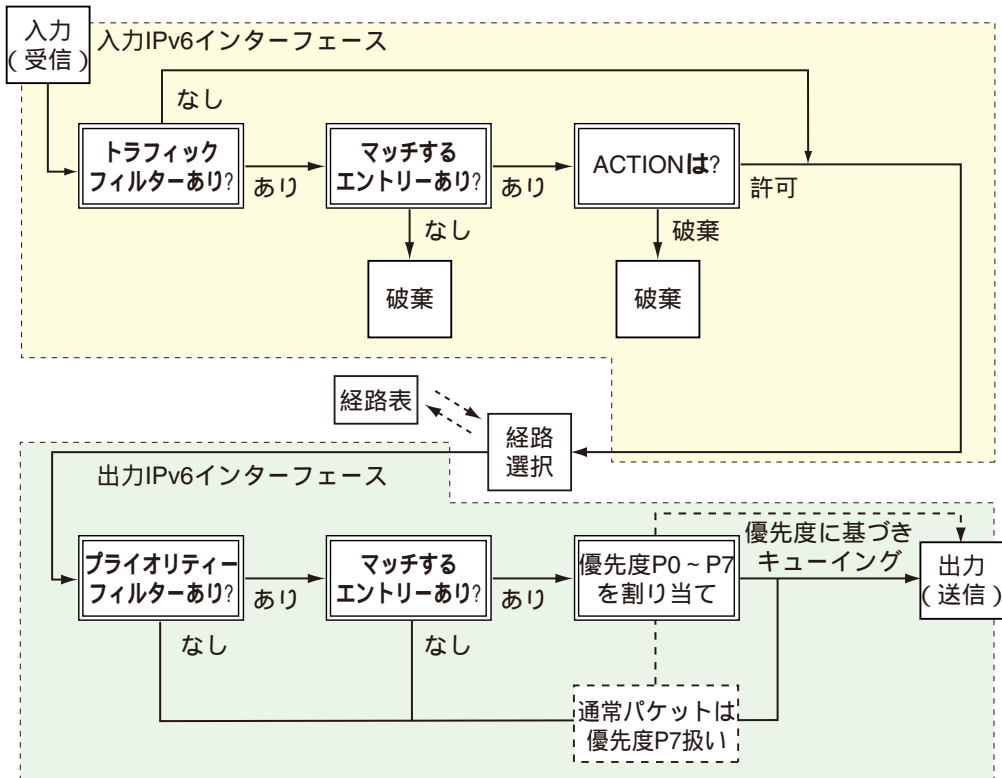 入力
(受信)
入力IPv6インターフェース
なし
トラフィック
フィルターあり?
あり
マッチする
エントリーあり?
あり
ACTIONは?
許可
なし
破棄
破棄
破棄
経路表
経路
選択
出力IPv6インターフェース
プライオリティー
フィルターあり?
あり
マッチする
エントリーあり?
あり
優先度P0~P7
を割り当て
優先度に基づき
キューイング
出力
(送信)
なし
なし
通常パケットは
優先度P7扱い